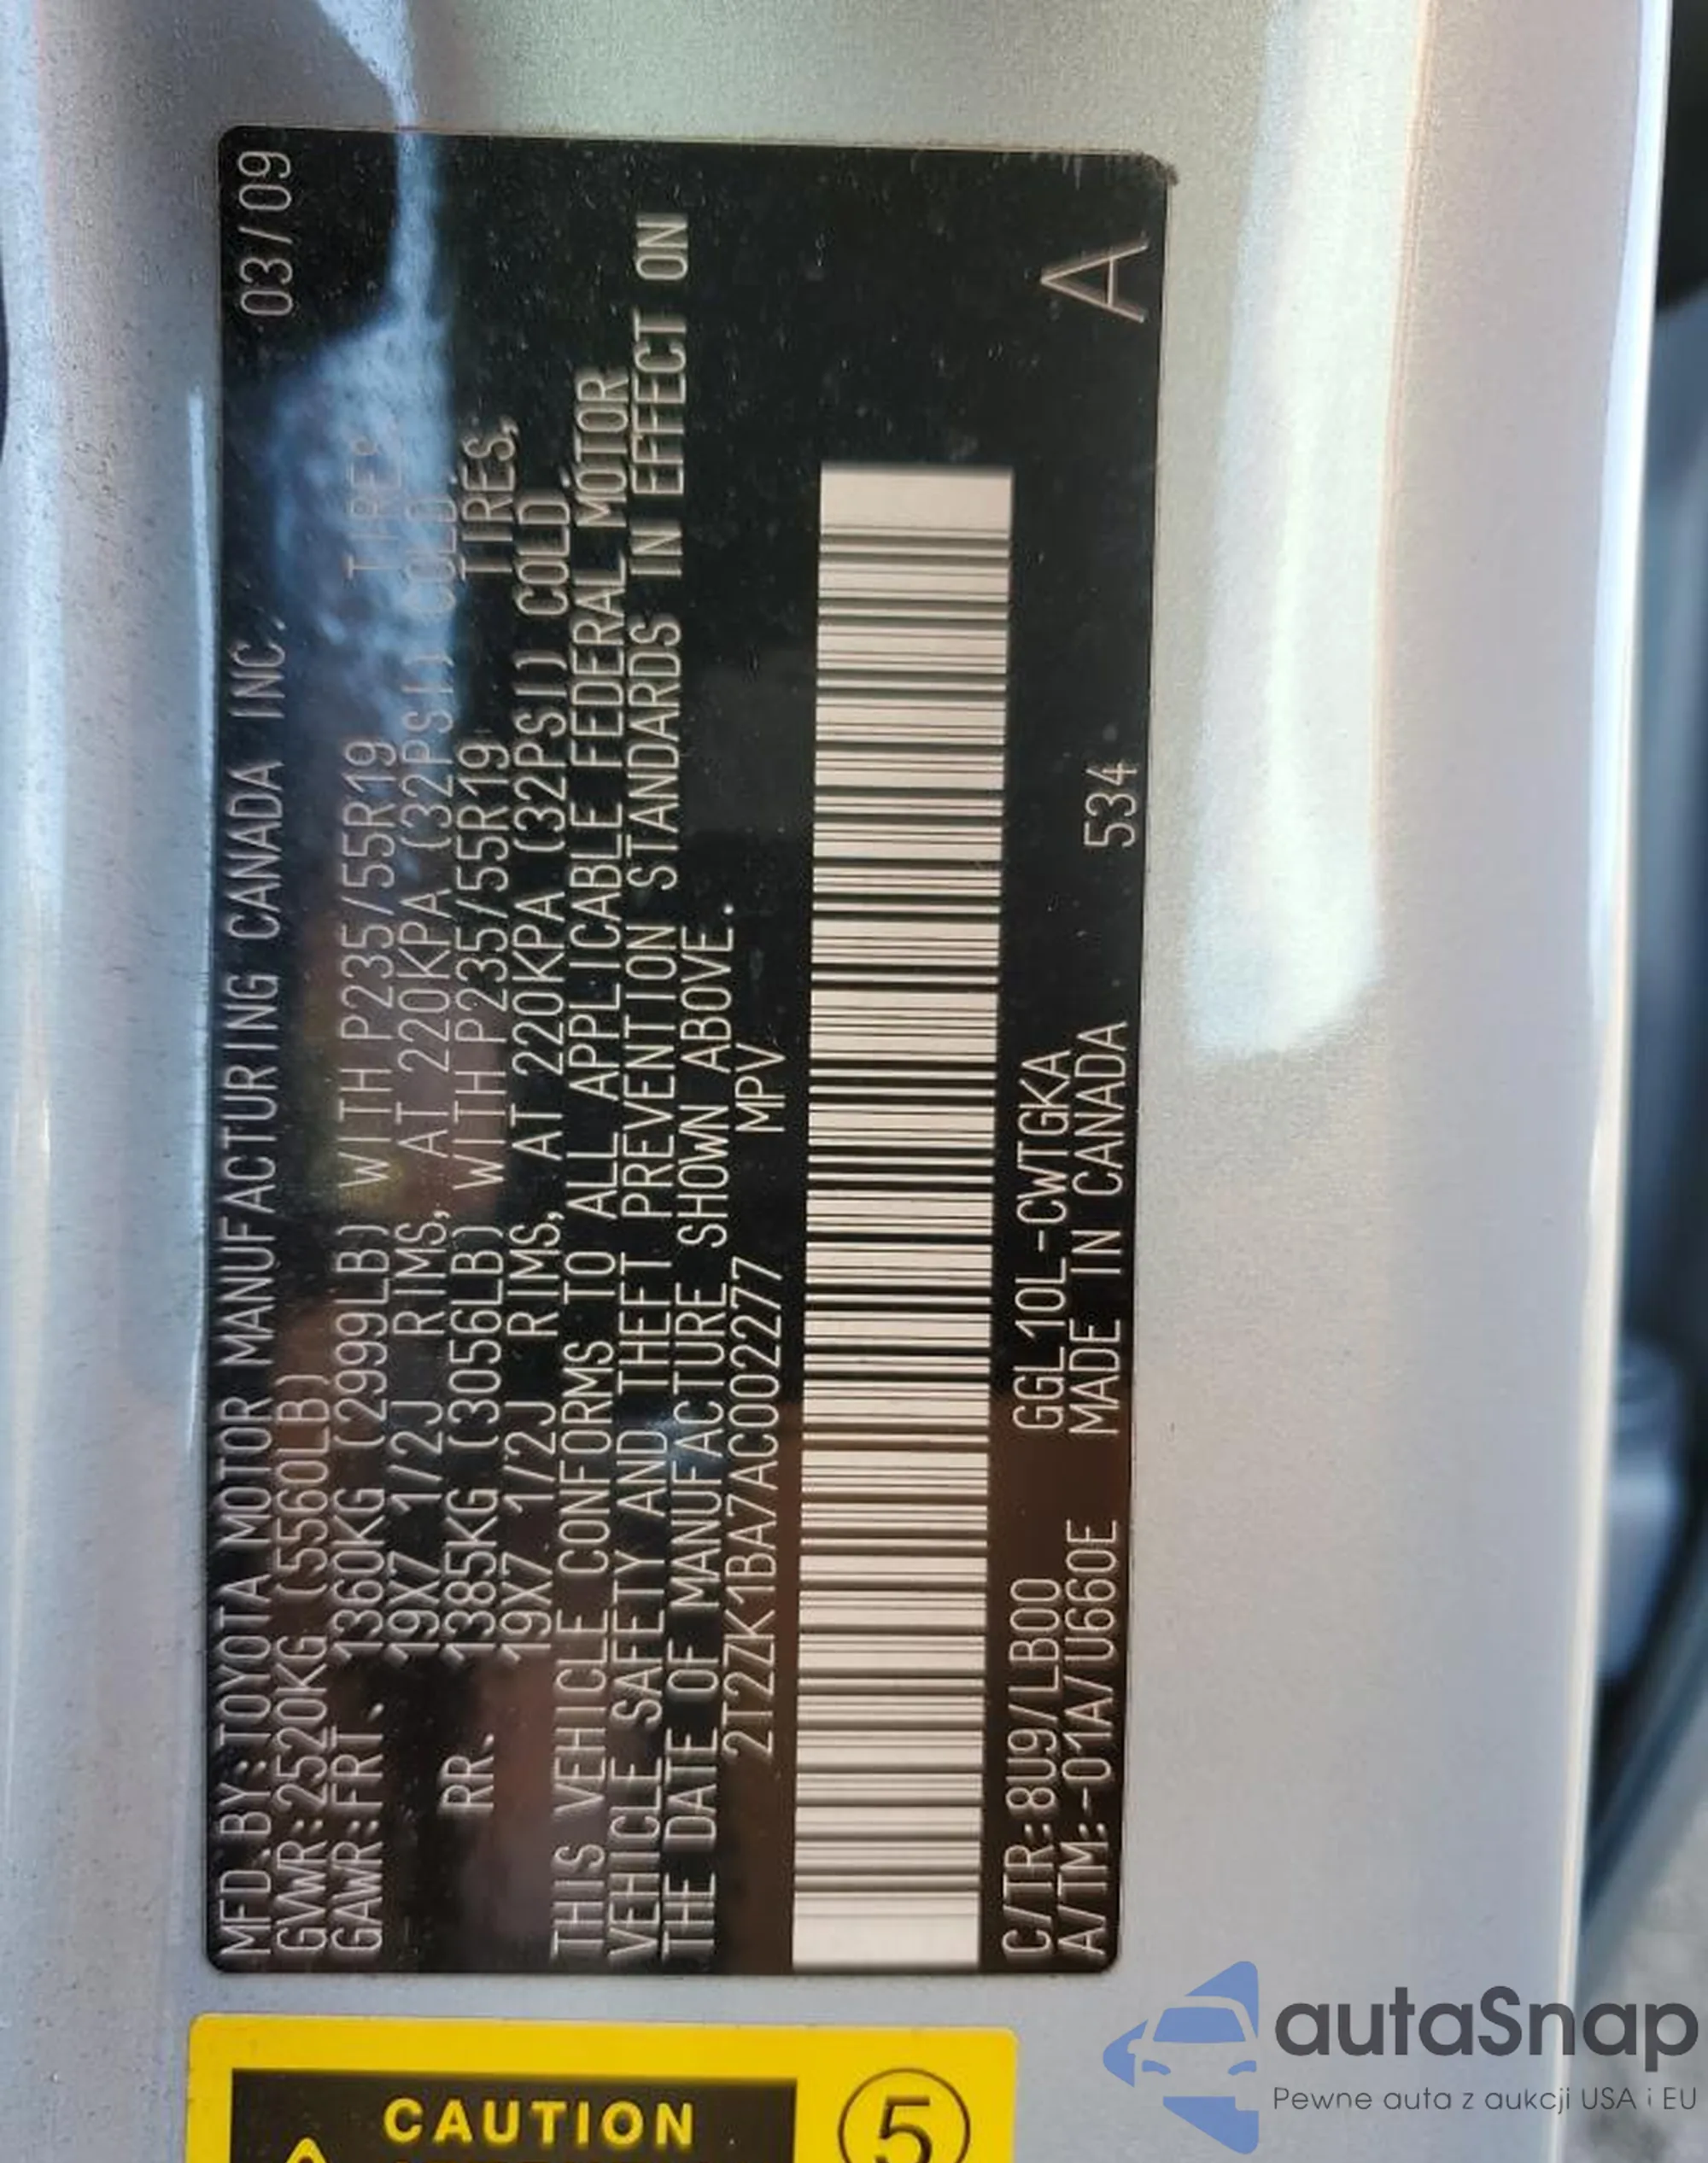 MFD.BY:TOYOTA MOTOR MANUFACTURING CANADA INC. 03/09
GVWR:2520KG (5560LB)
GAWR:FRT. 1360KG (2999LB) WITH P235/55R19 TIRES,
19X7 1/2J RIMS, AT 220KPA (32PSI) COLD
RR. 1385KG (3056LB) WITH P235/55R19 TIRES,
19X7 1/2J RIMS, AT 220KPA (32PSI) COLD
THIS VEHICLE CONFORMS TO ALL APPLICABLE FEDERAL MOTOR
VEHICLE SAFETY AND THEFT PREVENTION STANDARDS IN EFFECT ON
THE DATE OF MANUFACTURE SHOWN ABOVE.
2T2ZK1BA7AC002277 MPV
C/TR:8U9/LB00 GGL10L-CWTGKA A
A/TM:-01A/U660E MADE IN CANADA 534
CAUTION 5
autaSnap
Pewne auta z aukcji USA i EU